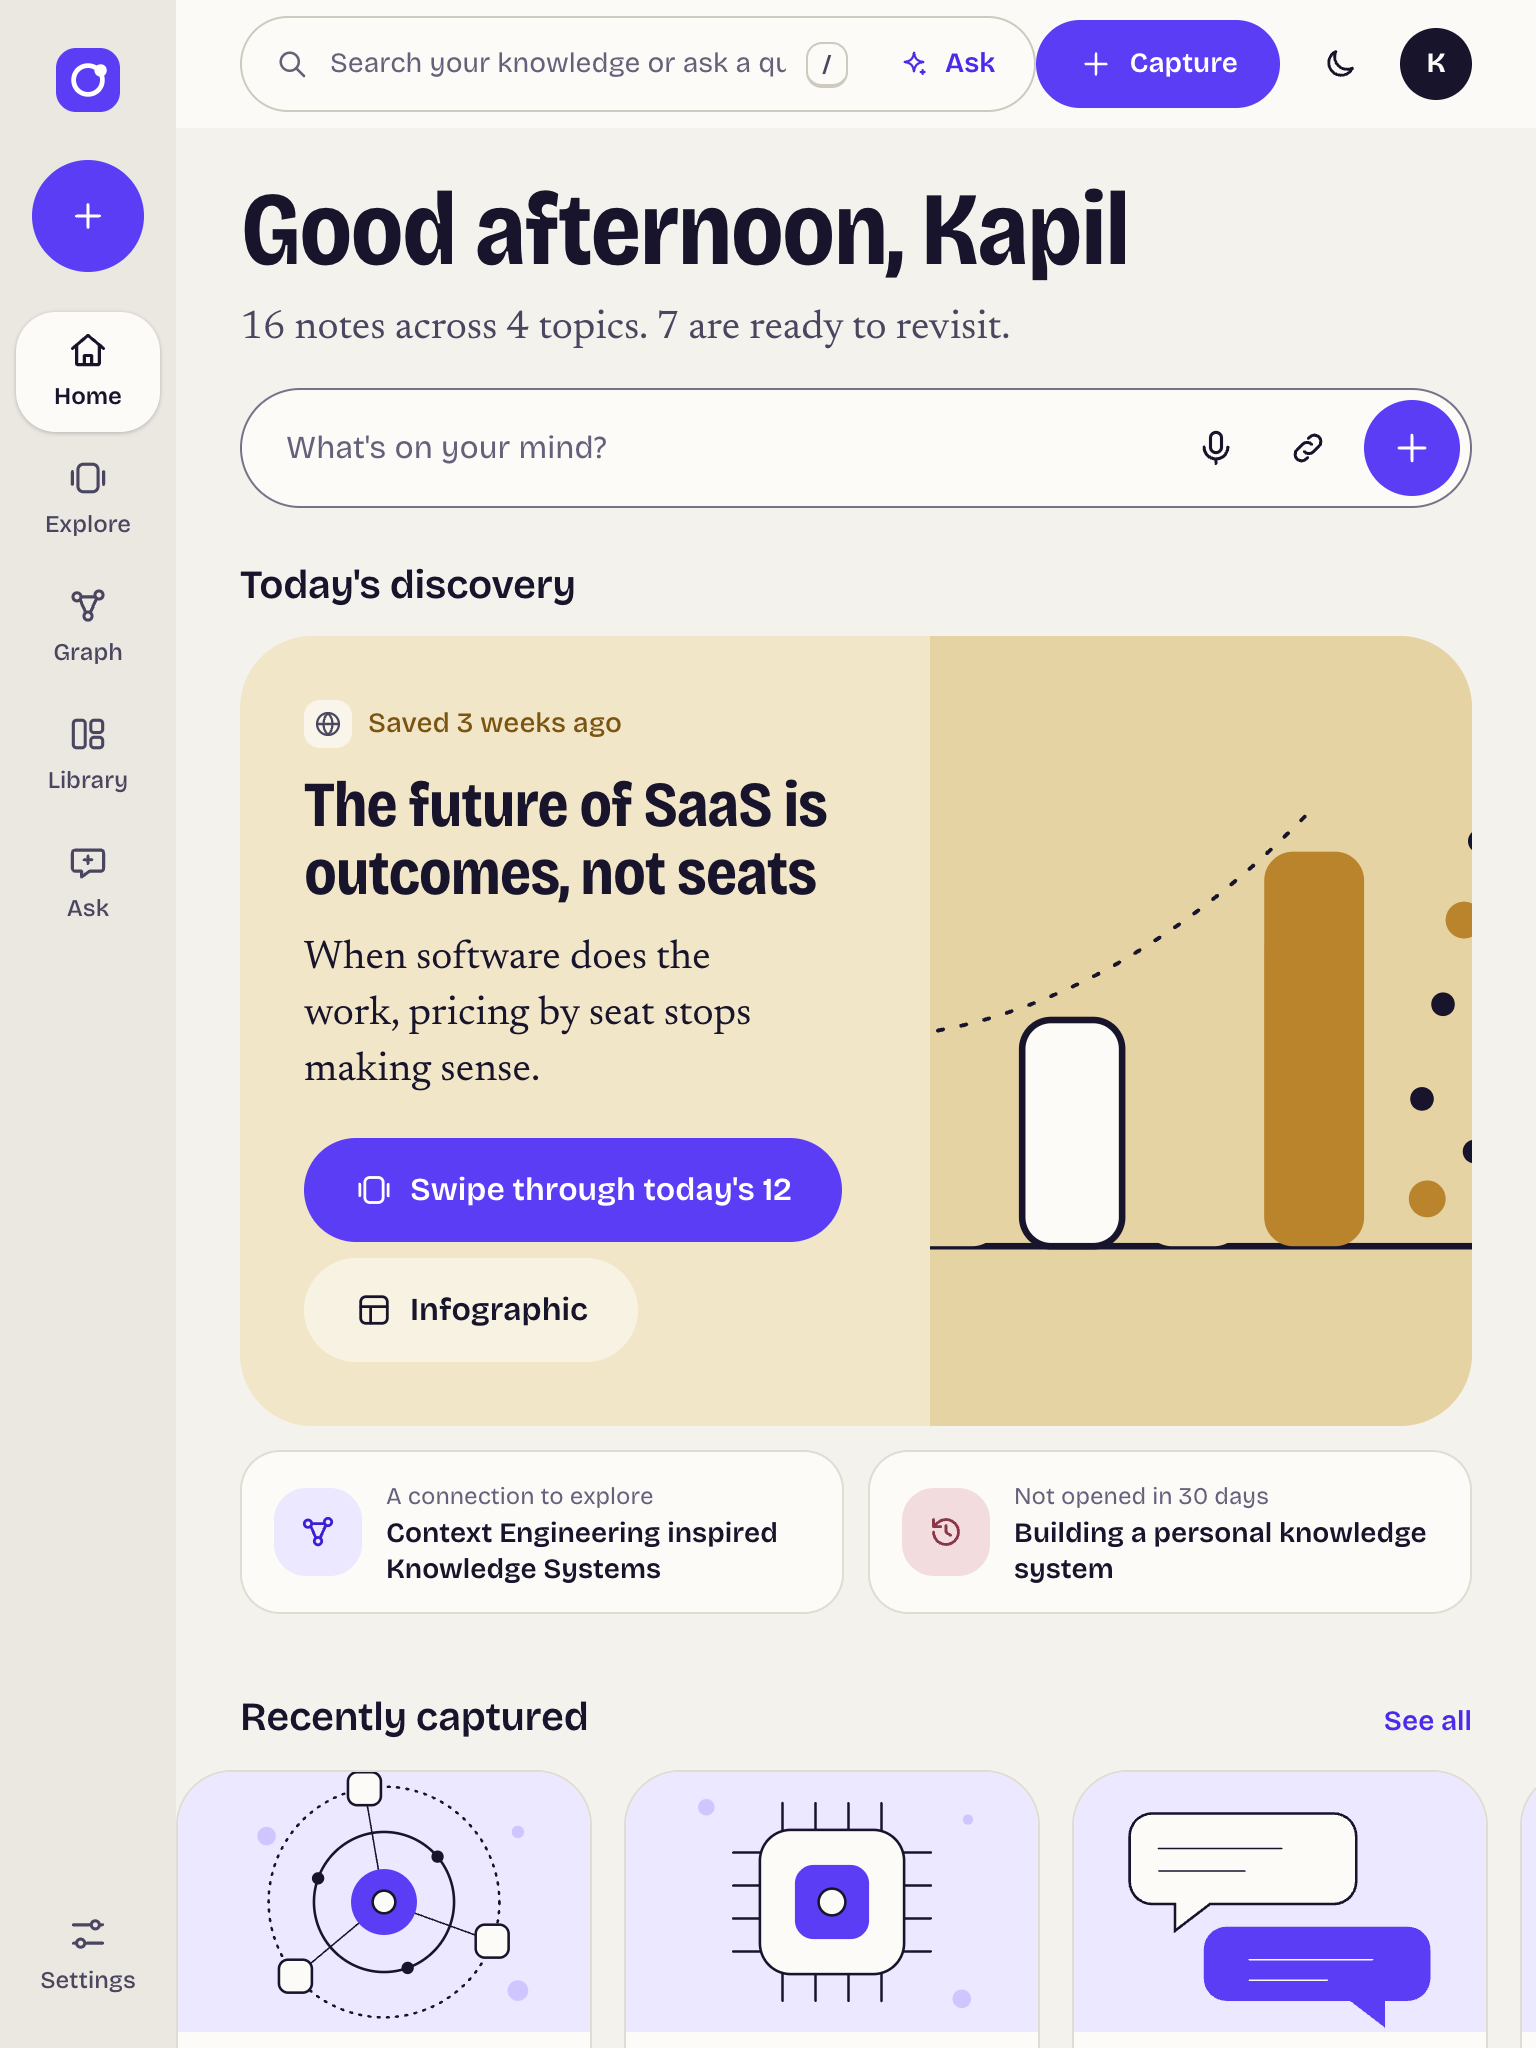 Search your knowledge or ask a qu
/
Ask
Capture
K
Home
Explore
Graph
Library
Ask
Settings
Good afternoon, Kapil
16 notes across 4 topics. 7 are ready to revisit.
What's on your mind?
Today's discovery
Saved 3 weeks ago
The future of SaaS is
outcomes, not seats
When software does the
work, pricing by seat stops
making sense.
Swipe through today's 12
Infographic
A connection to explore
Context Engineering inspired
Knowledge Systems
Not opened in 30 days
Building a personal knowledge
system
Recently captured
See all